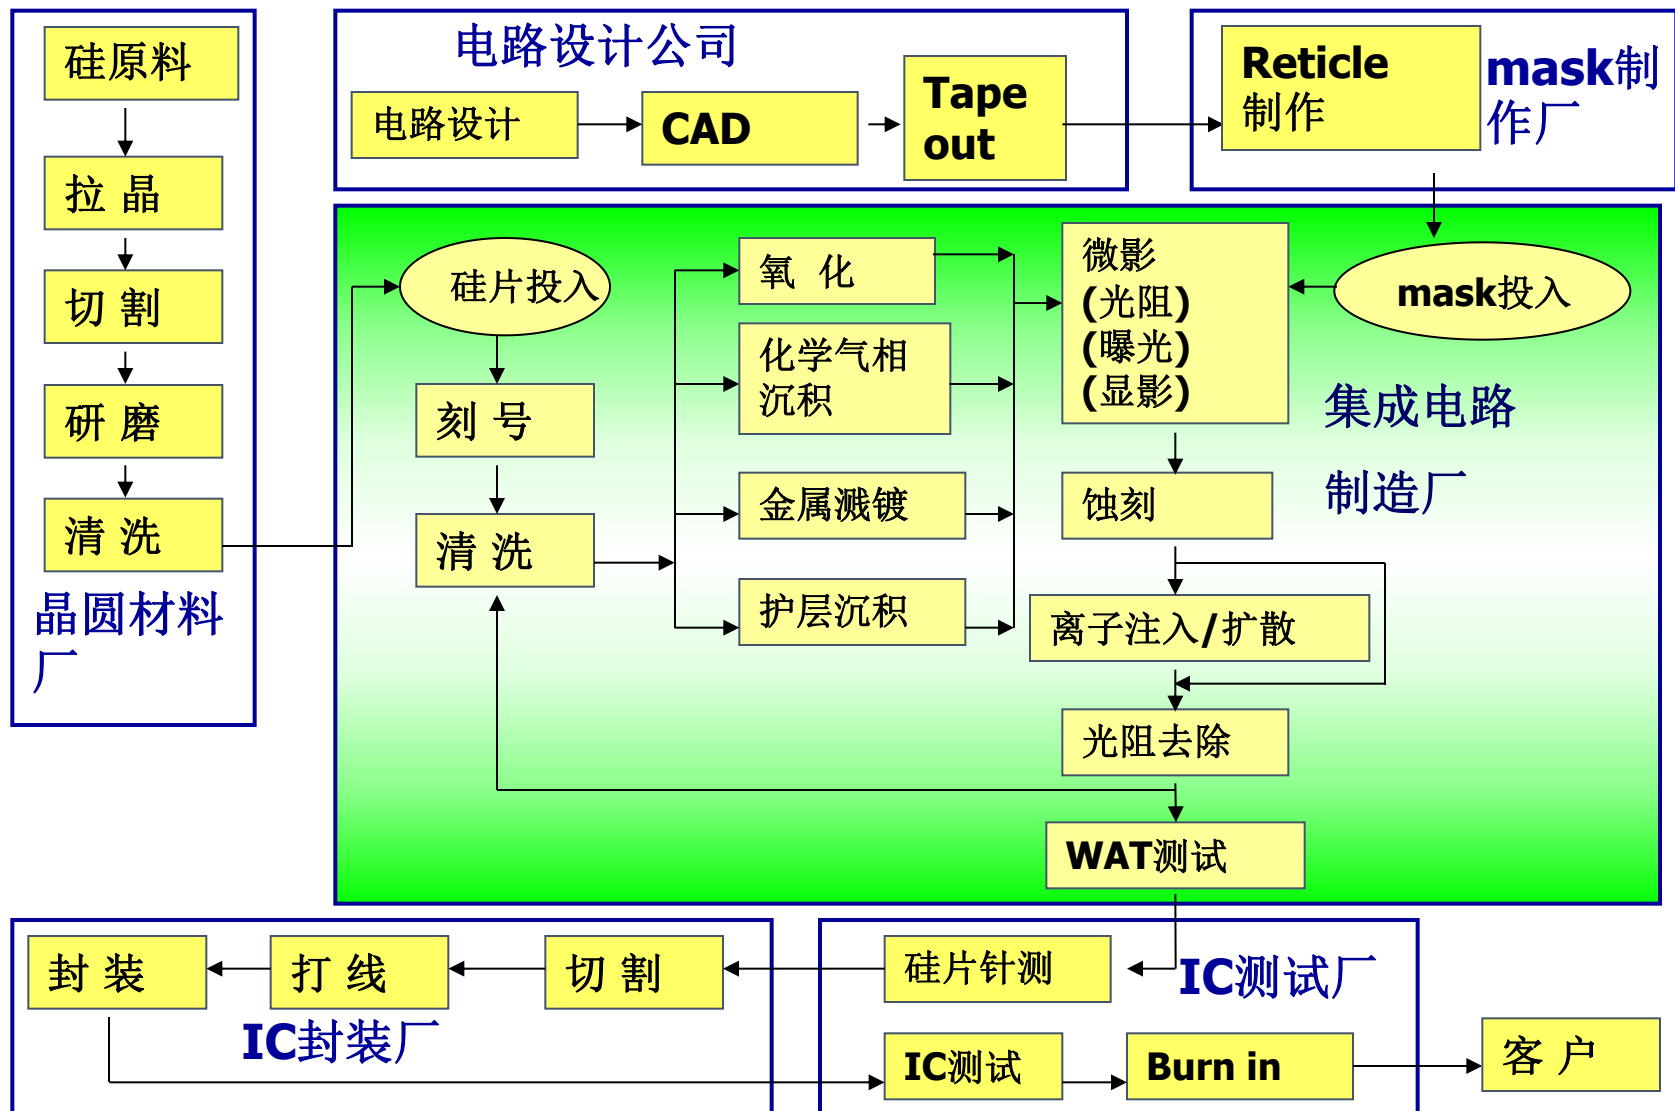 硅原料
拉 晶
切 割
研 磨
清 洗
晶圆材料
厂
电路设计公司
电路设计
CAD
Tape
out
Reticle
制作
mask制
作厂
硅片投入
刻 号
清 洗
氧 化
化学气相
沉积
金属溅镀
护层沉积
微影
(光阻)
(曝光)
(显影)
mask投入
集成电路
制造厂
蚀刻
离子注入/扩散
光阻去除
WAT测试
封 装
打 线
切 割
IC封装厂
硅片针测
IC测试厂
IC测试
Burn in
客 户